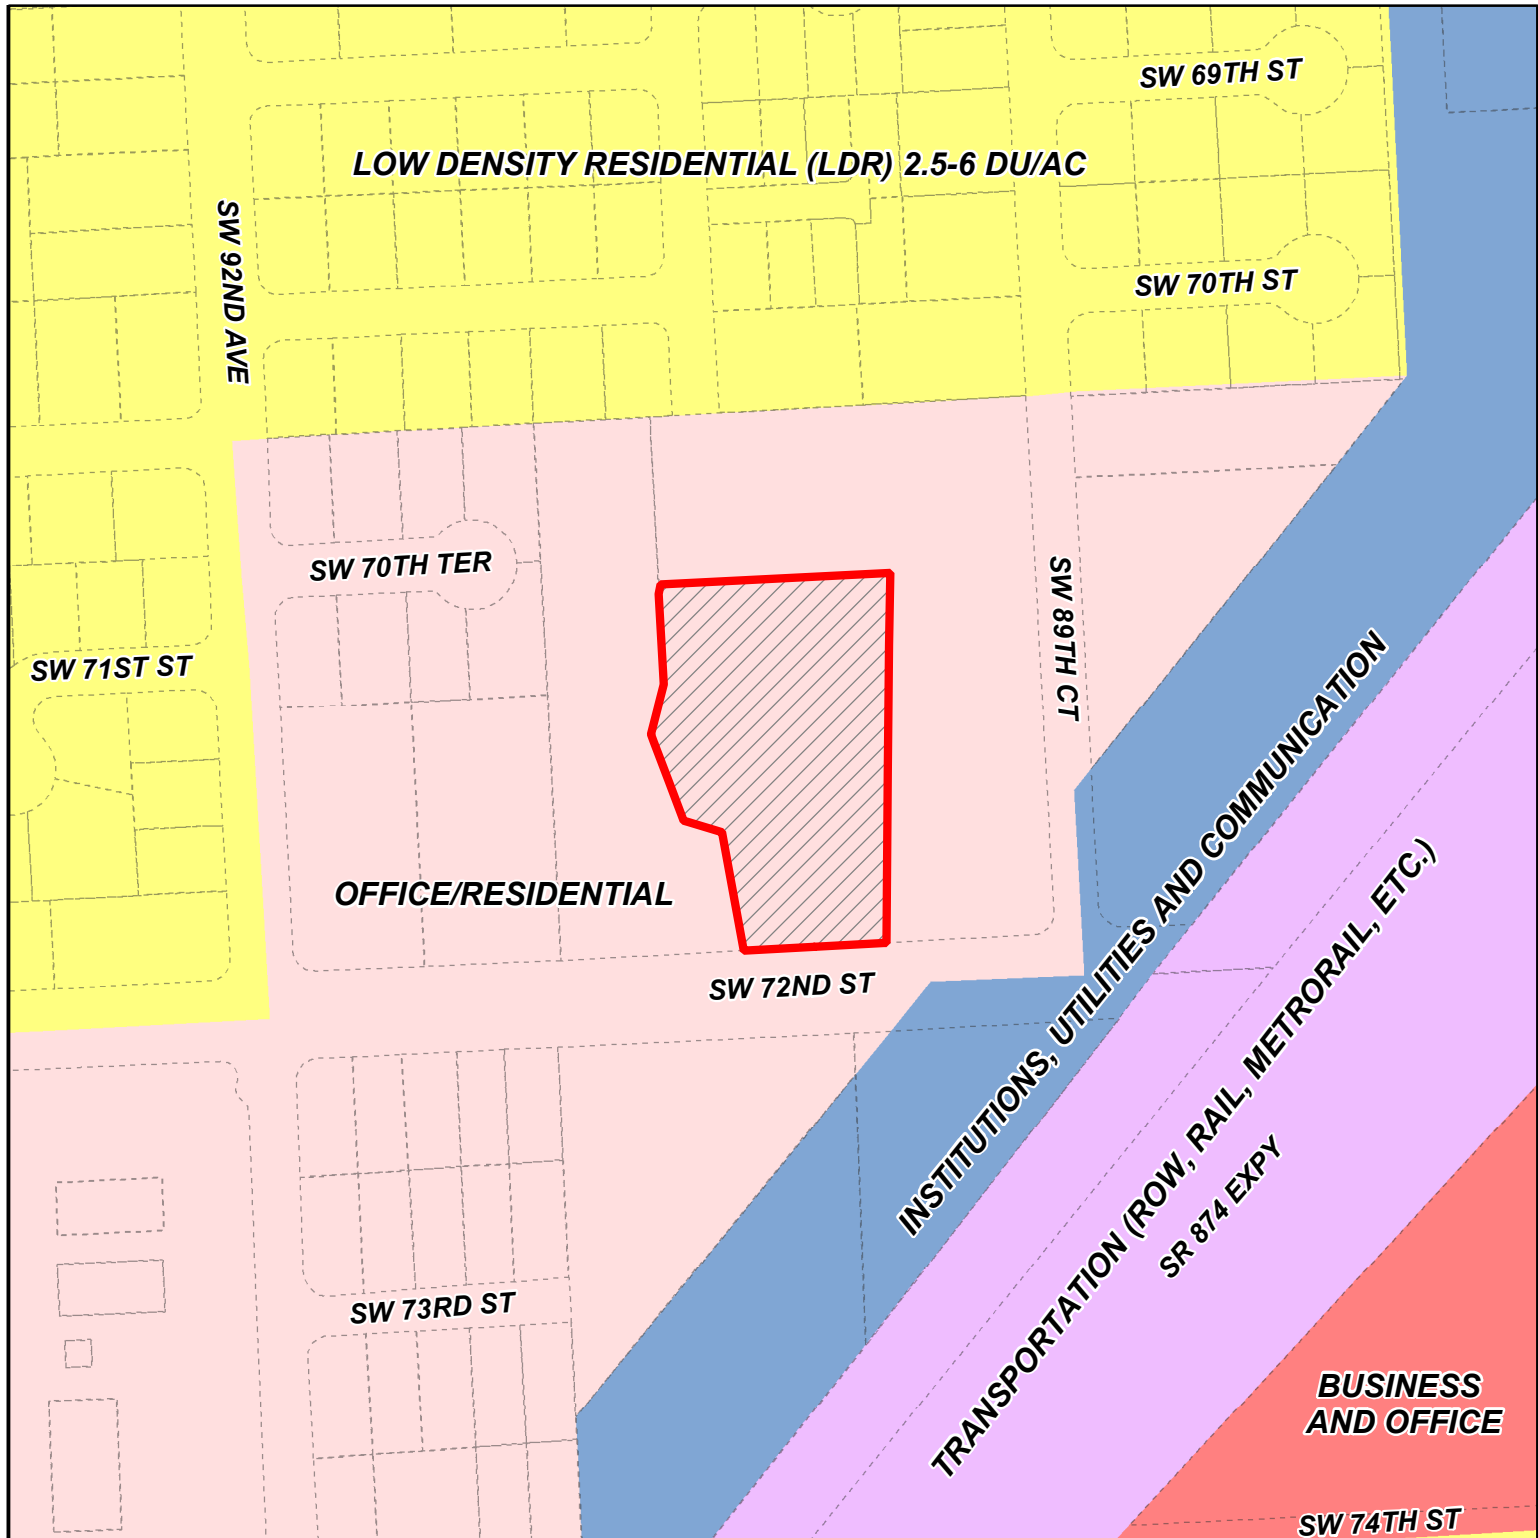 SW 69TH ST
LOW DENSITY RESIDENTIAL (LDR) 2.5-6 DU/AC
SW 92ND AVE
SW 70TH ST
SW 70TH TER
SW 89TH CT
SW 71ST ST
INSTITUTIONS, UTILITIES AND COMMUNICATION
OFFICE/RESIDENTIAL
TRANSPORTATION (ROW, RAIL, METRORAIL, ETC.)
SW 72ND ST
SR 874 EXPY
SW 73RD ST
BUSINESS
AND OFFICE
SW 74TH ST